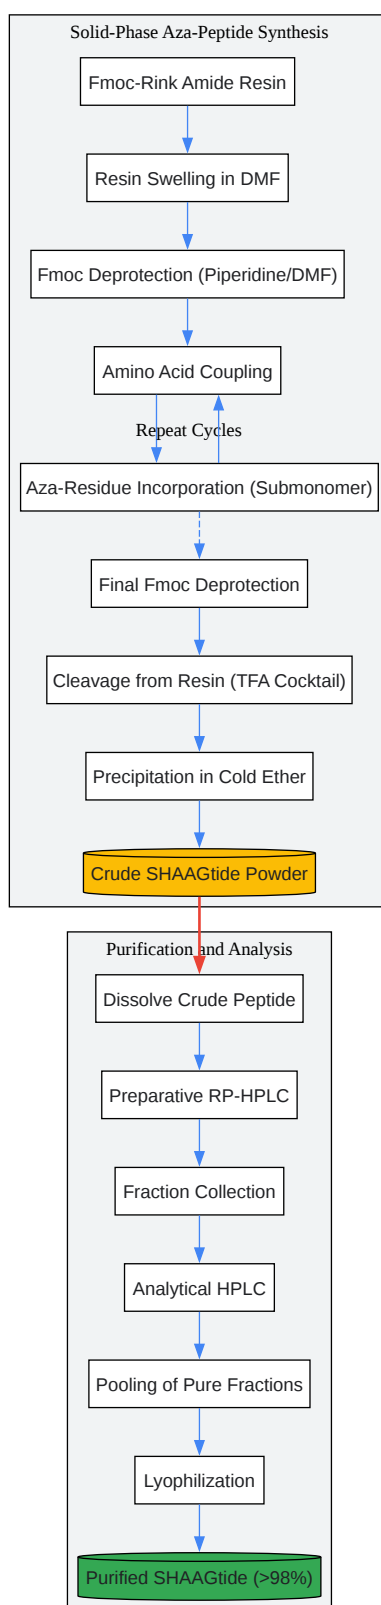 Solid-Phase Aza-Peptide Synthesis
Fmoc-Rink Amide Resin
Resin Swelling in DMF
Fmoc Deprotection (Piperidine/DMF)
Amino Acid Coupling
Repeat Cycles
Aza-Residue Incorporation (Submonomer)
Final Fmoc Deprotection
Cleavage from Resin (TFA Cocktail)
Precipitation in Cold Ether
Crude SHAAGtide Powder
Purification and Analysis
Dissolve Crude Peptide
Preparative RP-HPLC
Fraction Collection
Analytical HPLC
Pooling of Pure Fractions
Lyophilization
Purified SHAAGtide (>98%)